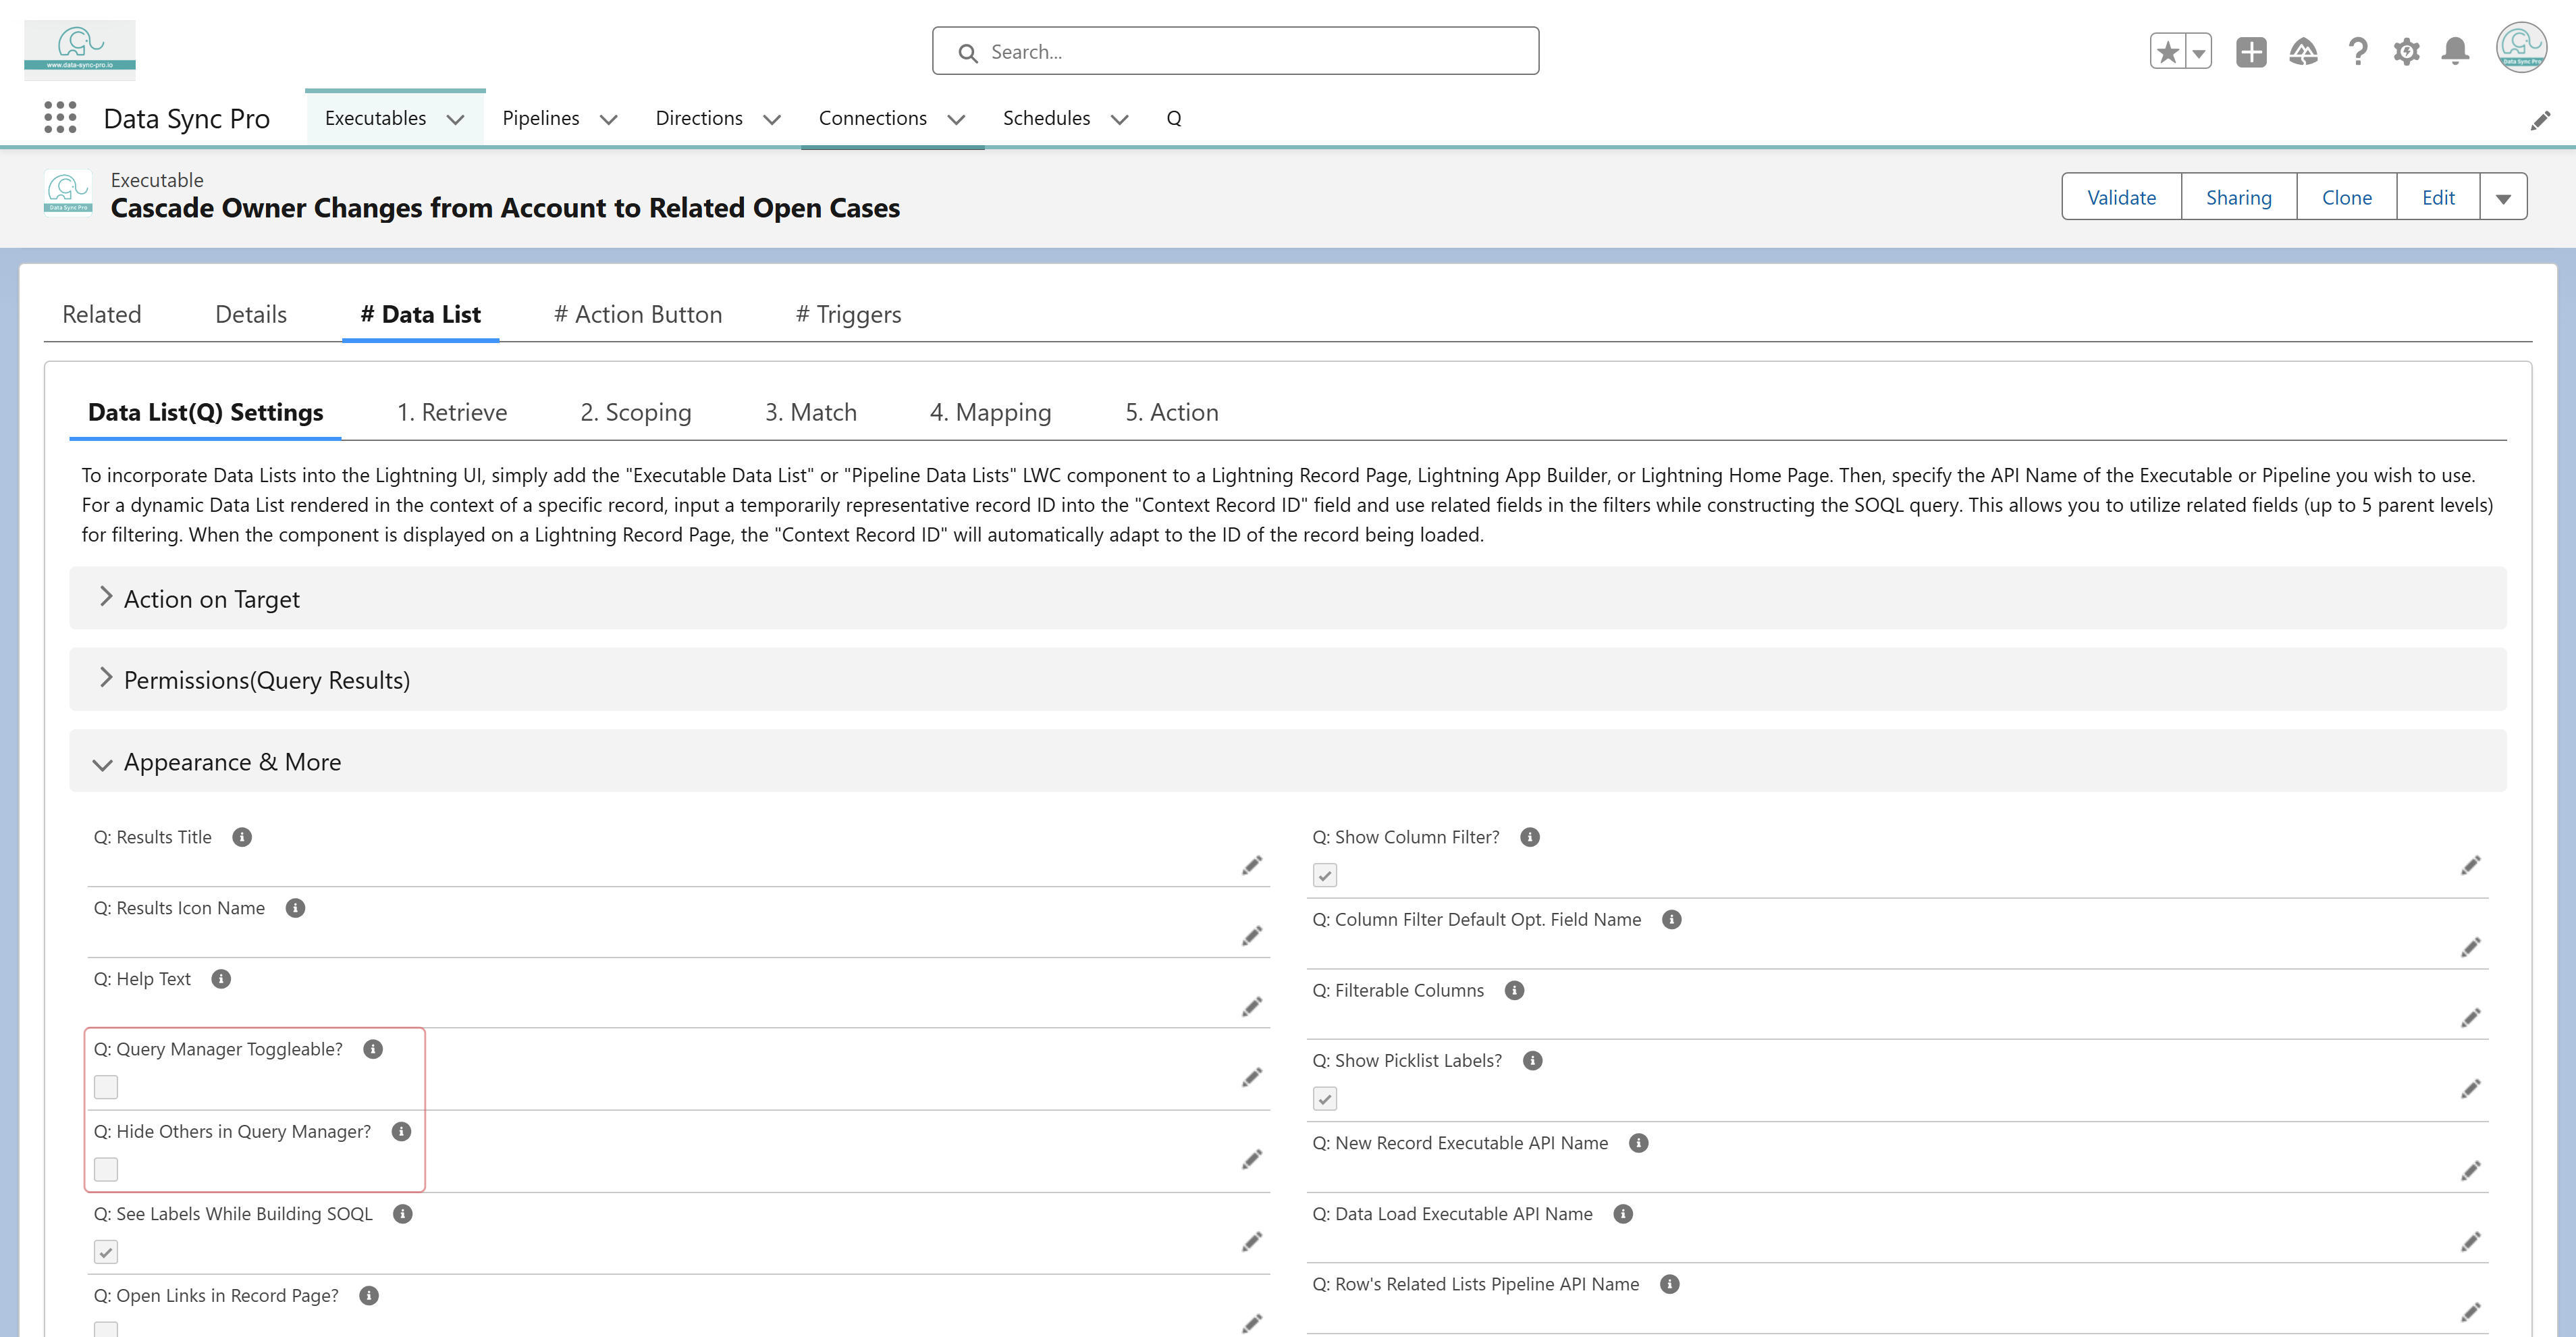 www.data-sync-pro.io
Search...
Data Sync Pro
Data Sync Pro
Executables
Pipelines
Directions
Connections
Schedules
Q
Data Sync Pro
Executable
Cascade Owner Changes from Account to Related Open Cases
Validate
Sharing
Clone
Edit
Related
Details
# Data List
# Action Button
# Triggers
Data List(Q) Settings
1. Retrieve
2. Scoping
3. Match
4. Mapping
5. Action
To incorporate Data Lists into the Lightning UI, simply add the "Executable Data List" or "Pipeline Data Lists" LWC component to a Lightning Record Page, Lightning App Builder, or Lightning Home Page. Then, specify the API Name of the Executable or Pipeline you wish to use.
For a dynamic Data List rendered in the context of a specific record, input a temporarily representative record ID into the "Context Record ID" field and use related fields in the filters while constructing the SOQL query. This allows you to utilize related fields (up to 5 parent levels)
for filtering. When the component is displayed on a Lightning Record Page, the "Context Record ID" will automatically adapt to the ID of the record being loaded.
Action on Target
Permissions(Query Results)
Appearance & More
Q: Results Title
Q: Show Column Filter?
Q: Results Icon Name
Q: Column Filter Default Opt. Field Name
Q: Help Text
Q: Filterable Columns
Q: Query Manager Toggleable?
Q: Show Picklist Labels?
Q: Hide Others in Query Manager?
Q: New Record Executable API Name
Q: See Labels While Building SOQL
Q: Data Load Executable API Name
Q: Open Links in Record Page?
Q: Row's Related Lists Pipeline API Name